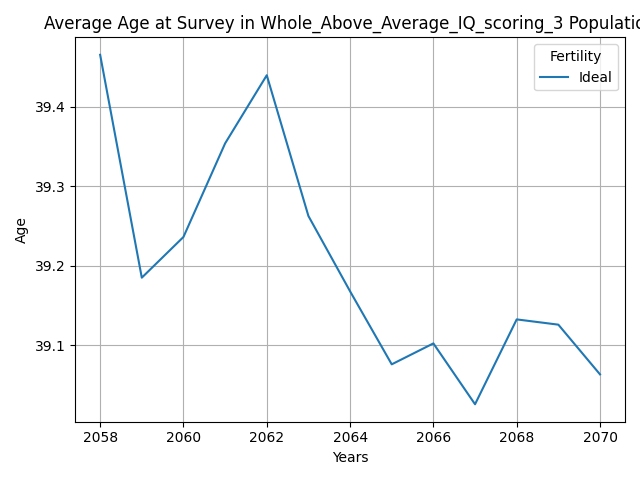 Average Age at Survey in Whole_Above_Average_IQ_scoring_3 Populatio
Fertility
Ideal
39.4
39.3
39.2
39.1
Age
2058 2060 2062 2064 2066 2068 2070
Years